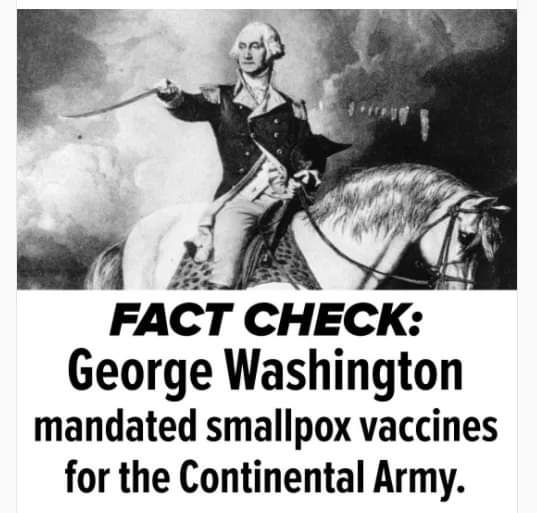 FACT CHECK:
George Washington
mandated smallpox vaccines
for the Continental Army.